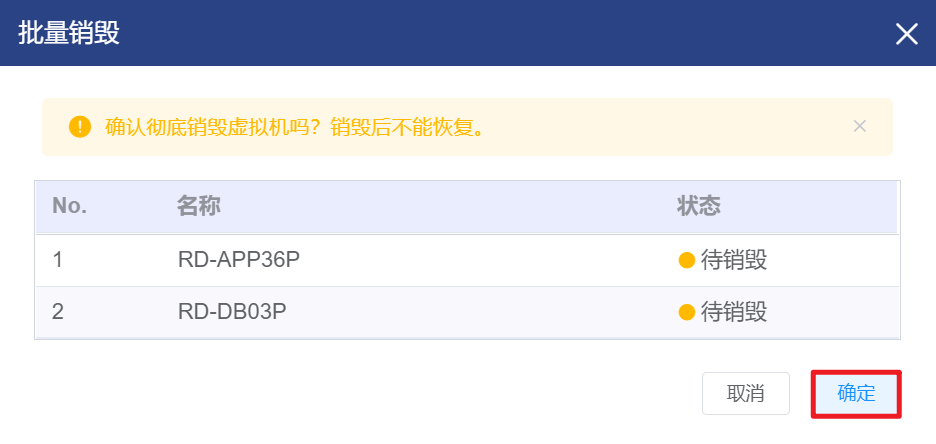 批量销毁
确认彻底销毁虚拟机吗？销毁后不能恢复。
No. 名称 状态
1 RD-APP36P 待销毁
2 RD-DB03P 待销毁
取消 确定